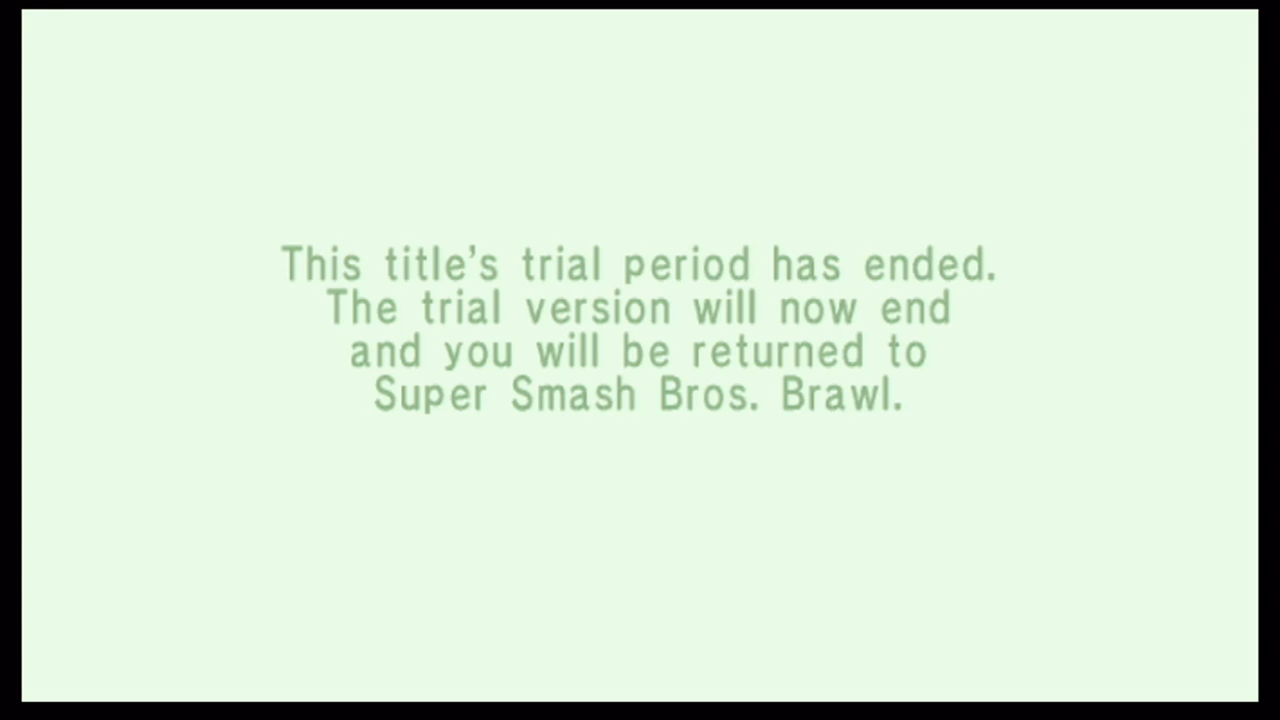 This title's trial period has ended.
The trial version will now end
and you will be returned to
Super Smash Bros. Brawl.